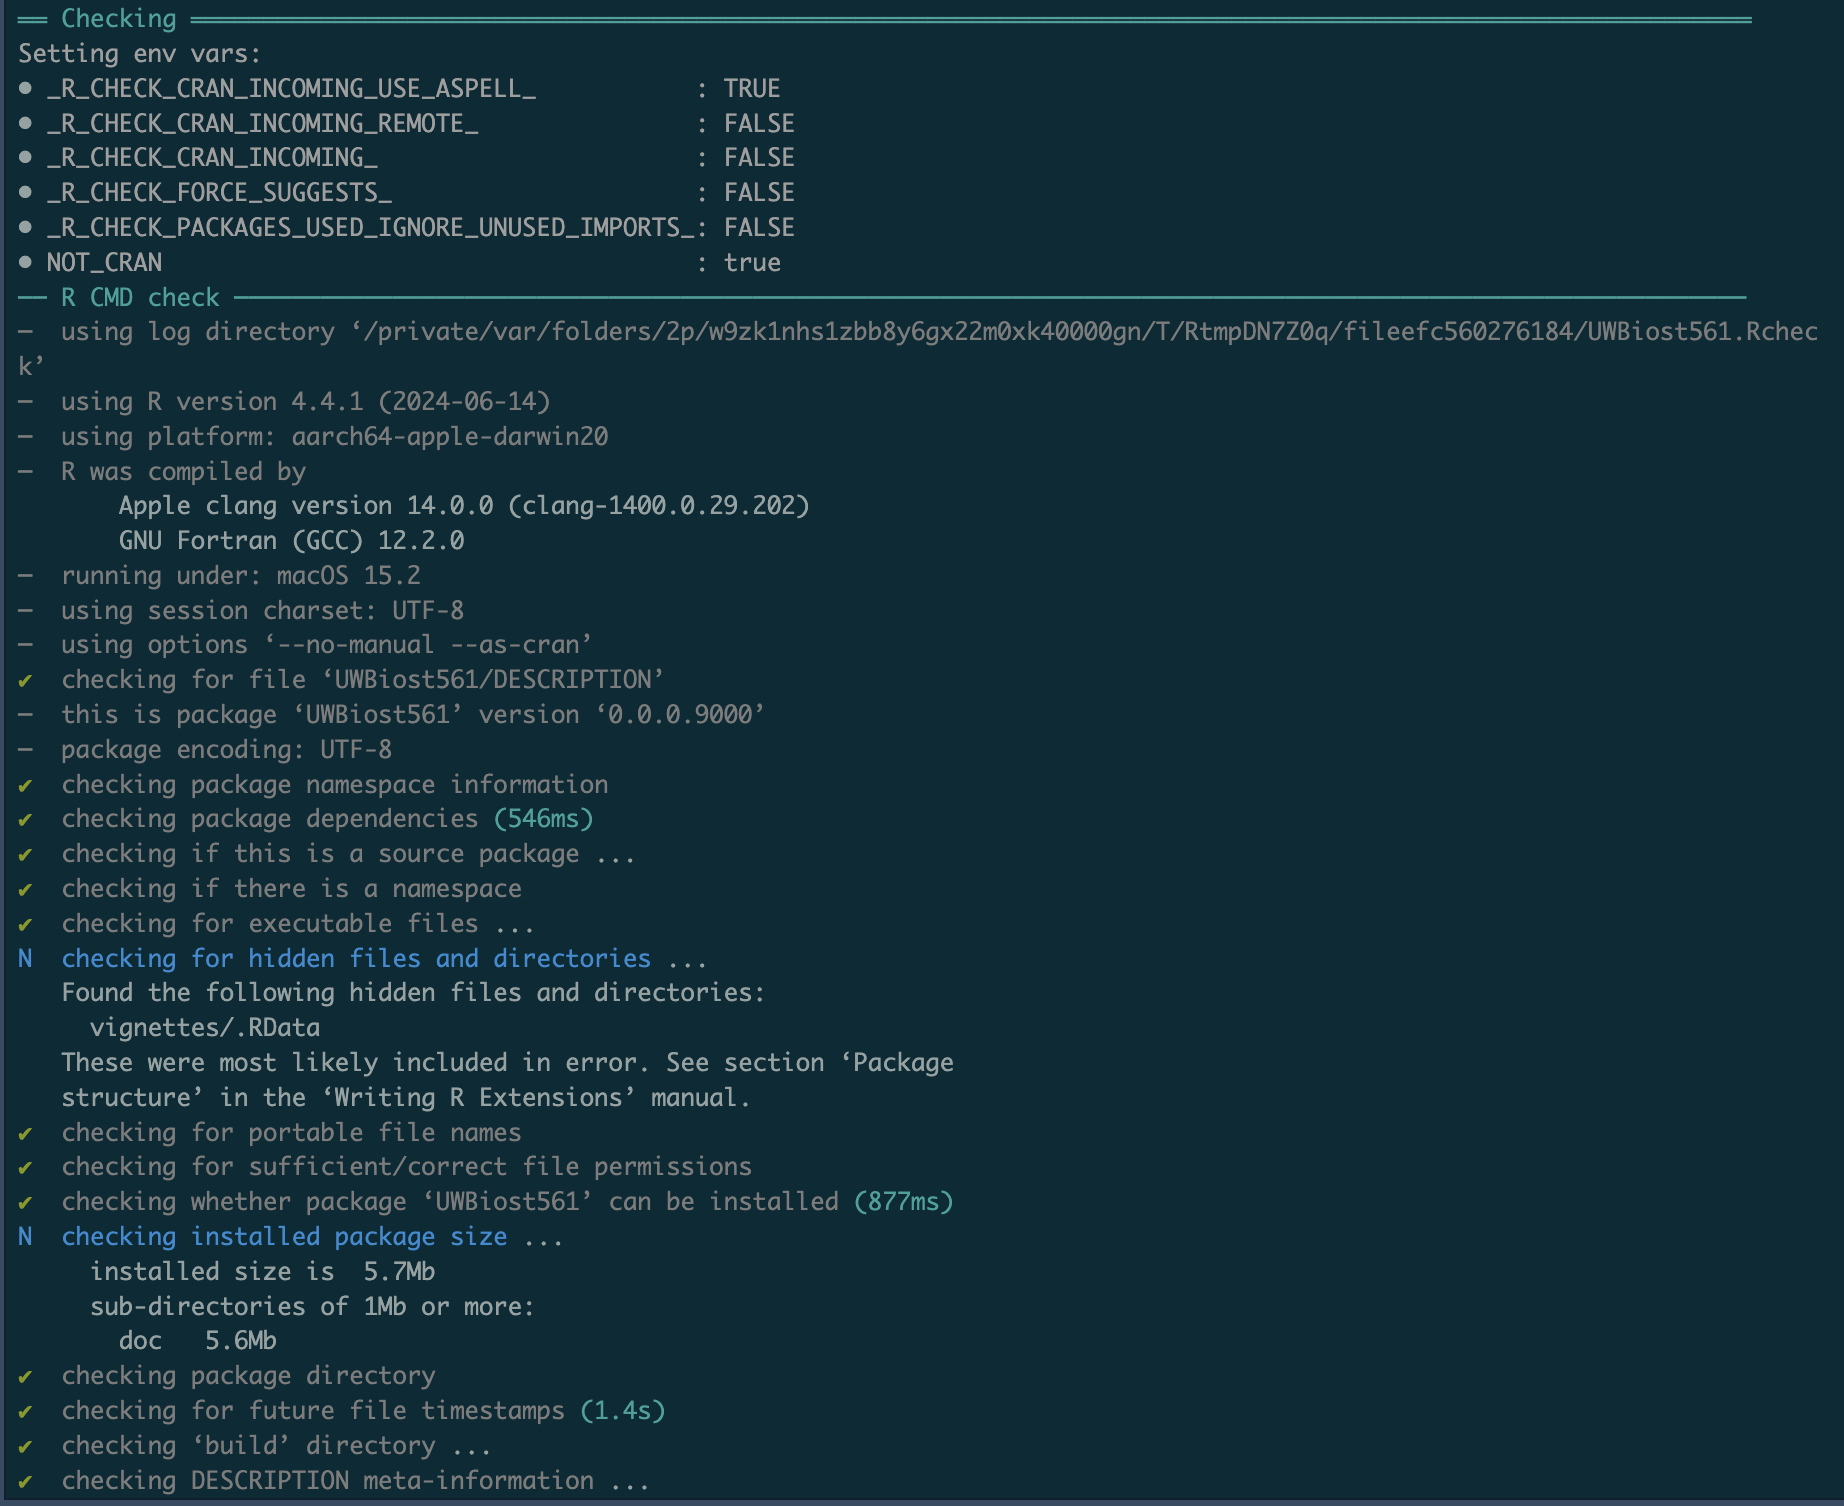 ══ Checking ══════════════════════════════════════════════════
Setting env vars:
• _R_CHECK_CRAN_INCOMING_USE_ASPELL_           : TRUE
• _R_CHECK_CRAN_INCOMING_REMOTE_               : FALSE
• _R_CHECK_CRAN_INCOMING_                      : FALSE
• _R_CHECK_FORCE_SUGGESTS_                     : FALSE
• _R_CHECK_PACKAGES_USED_IGNORE_UNUSED_IMPORTS_: FALSE
• NOT_CRAN                                     : true
── R CMD check ──────────────────────────────────────────────────
─  using log directory ‘/private/var/folders/2p/w9zk1nhs1zbb8y6gx22m0xk40000gn/T/RtmpDN7Z0q/fileefc560276184/UWBiost561.Rchec
k’
─  using R version 4.4.1 (2024-06-14)
─  using platform: aarch64-apple-darwin20
─  R was compiled by
       Apple clang version 14.0.0 (clang-1400.0.29.202)
       GNU Fortran (GCC) 12.2.0
─  running under: macOS 15.2
─  using session charset: UTF-8
─  using options ‘--no-manual --as-cran’
✔  checking for file ‘UWBiost561/DESCRIPTION’
─  this is package ‘UWBiost561’ version ‘0.0.0.9000’
─  package encoding: UTF-8
✔  checking package namespace information
✔  checking package dependencies (546ms)
✔  checking if this is a source package ...
✔  checking if there is a namespace
✔  checking for executable files ...
N  checking for hidden files and directories ...
   Found the following hidden files and directories:
     vignettes/.RData
   These were most likely included in error. See section ‘Package
   structure’ in the ‘Writing R Extensions’ manual.
✔  checking for portable file names
✔  checking for sufficient/correct file permissions
✔  checking whether package ‘UWBiost561’ can be installed (877ms)
N  checking installed package size ...
     installed size is  5.7Mb
     sub-directories of 1Mb or more:
       doc   5.6Mb
✔  checking package directory
✔  checking for future file timestamps (1.4s)
✔  checking ‘build’ directory ...
✔  checking DESCRIPTION meta-information ...